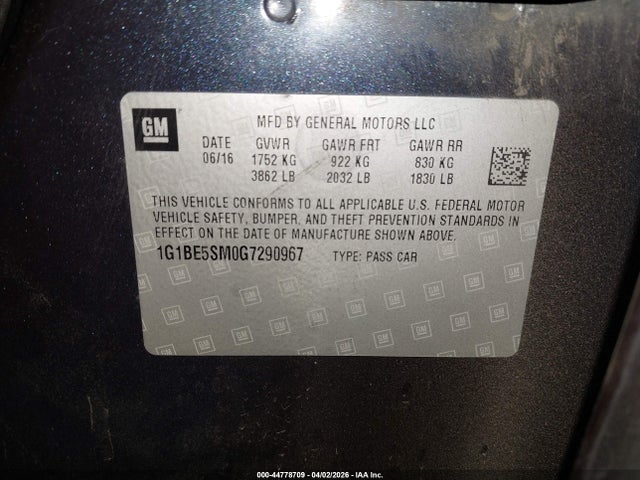 GM
MFD BY GENERAL MOTORS LLC
DATE GVWR GAWR FRT GAWR RR
06/16 1752 KG 922 KG 830 KG
3862 LB 2032 LB 1830 LB
THIS VEHICLE CONFORMS TO ALL APPLICABLE U.S. FEDERAL MOTOR
VEHICLE SAFETY, BUMPER, AND THEFT PREVENTION STANDARDS IN
EFFECT ON THE DATE OF MANUFACTURE SHOWN ABOVE.
1G1BE5SM0G7290967 TYPE: PASS CAR
000-44778709 04/02/2026 IAA Inc.